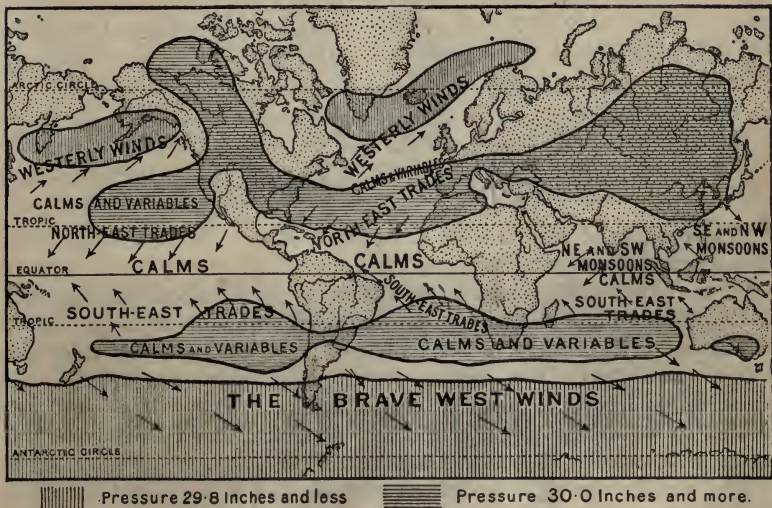 ARCTIC CIRCLE
WESTERLY WINDS
WESTERLY WINDS
CALMS & VARIABLES
CALMS AND VARIABLES
NORTH-EAST TRADES
TROPIC
NORTH-EAST TRADES
SE AND NW
MONSOONS
NE AND SW
MONSOONS
CALMS
CALMS
CALMS
EQUATOR
SOUTH-EAST TRADES
SOUTH-EAST TRADES
SOUTH-EAST
TRADES
TROPIC
CALMS AND VARIABLES
CALMS AND VARIABLES
THE BRAVE WEST WINDS
ANTARCTIC CIRCLE
Pressure 29·8 Inches and less
Pressure 30·0 Inches and more.